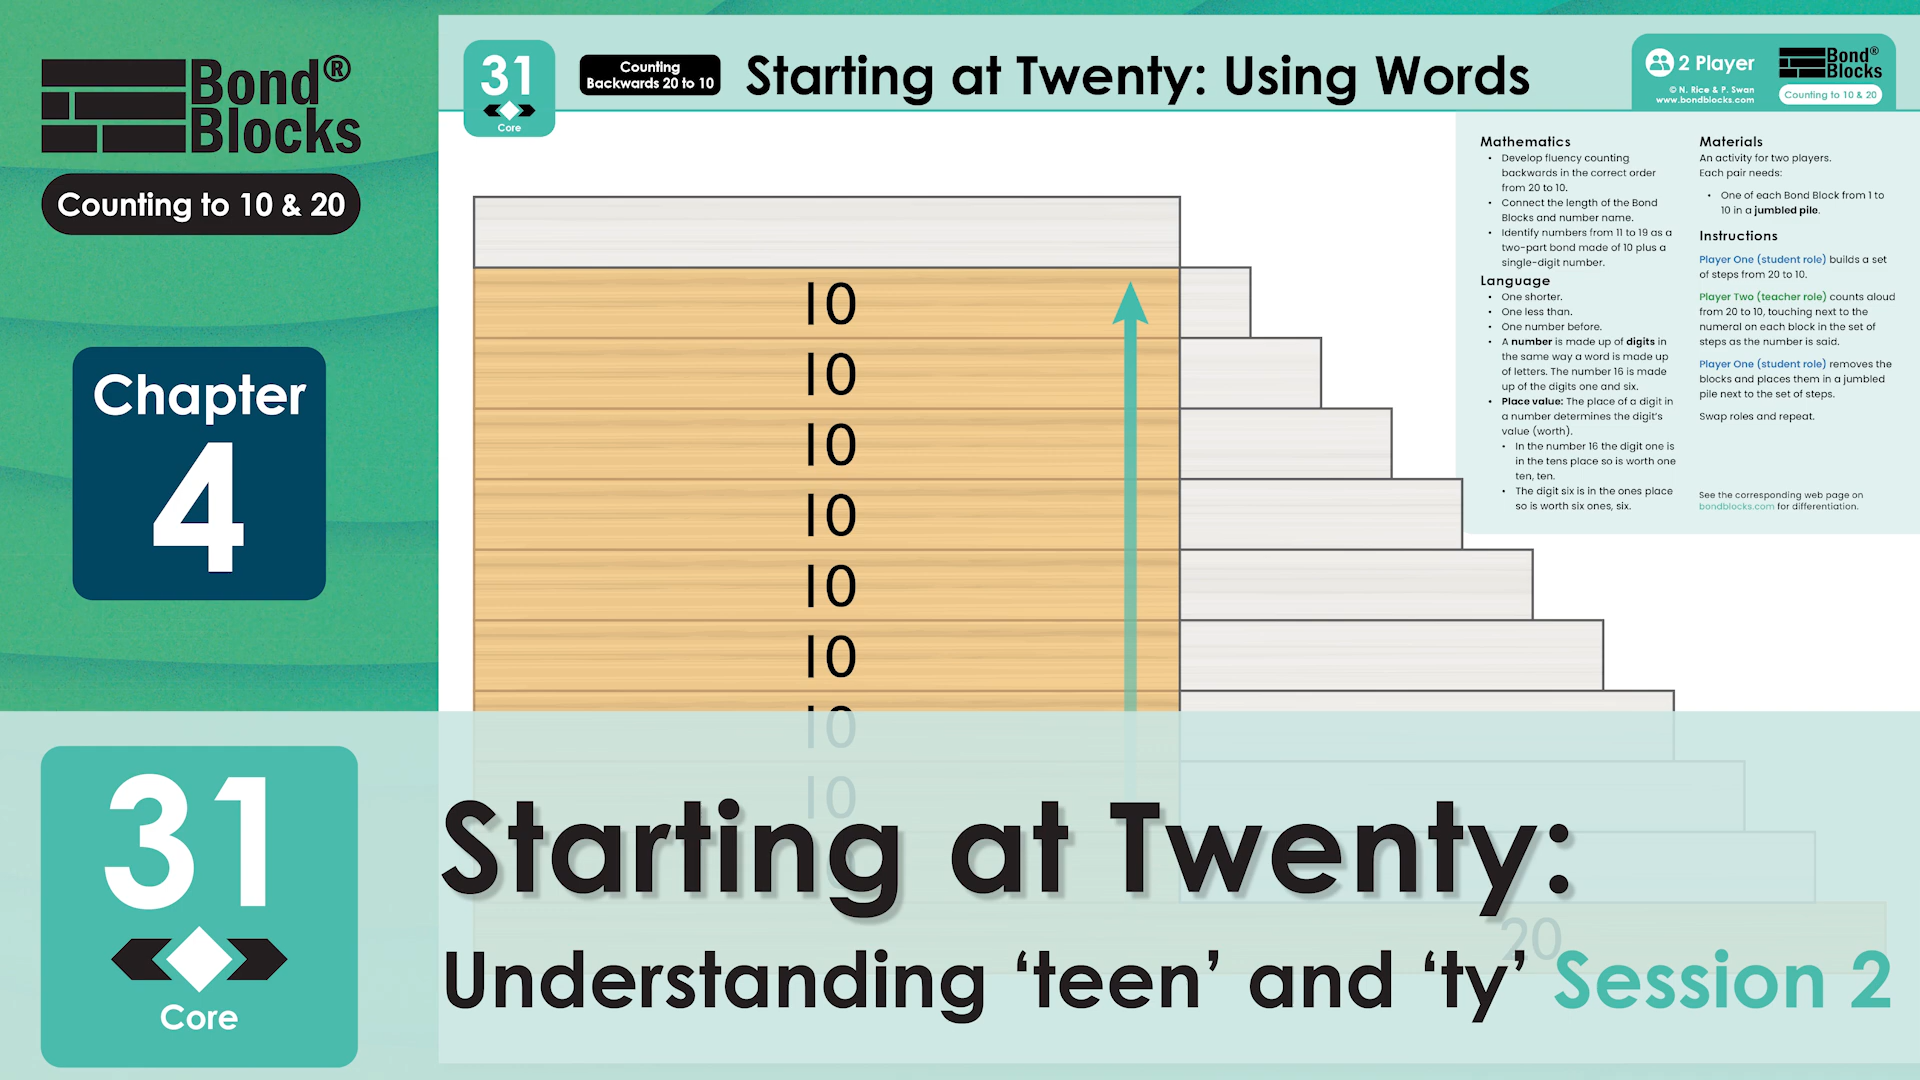 Bond®
Blocks
Counting to 10 & 20
Chapter
4
31
Core
Counting
Backwards 20 to 10
Starting at Twenty: Using Words
2 Player
© N. Rice & P. Swan
www.bondblocks.com
Bond®
Blocks
Counting to 10 & 20
Mathematics
• Develop fluency counting
backwards in the correct order
from 20 to 10.
• Connect the length of the Bond
Blocks and number name.
• Identify numbers from 11 to 19 as a
two-part bond made of 10 plus a
single-digit number.
Language
• One shorter.
• One less than.
• One number before.
• A number is made up of digits in
the same way a word is made up
of letters. The number 16 is made
up of the digits one and six.
• Place value: The place of a digit in
a number determines the digit's
value (worth).
• In the number 16 the digit one is
in the tens place so is worth one
ten, ten.
• The digit six is in the ones place
so is worth six ones, six.
Materials
An activity for two players.
Each pair needs:
• One of each Bond Block from 1 to
10 in a jumbled pile.
Instructions
Player One (student role) builds a set
of steps from 20 to 10.
Player Two (teacher role) counts aloud
from 20 to 10, touching next to the
numeral on each block in the set of
steps as the number is said.
Player One (student role) removes the
blocks and places them in a jumbled
pile next to the set of steps.
Swap roles and repeat.
See the corresponding web page on
bondblocks.com for differentiation.
10
10
10
10
10
10
10
10
20
31
Core
Starting at Twenty:
Understanding ‘teen’ and ‘ty’ Session 2